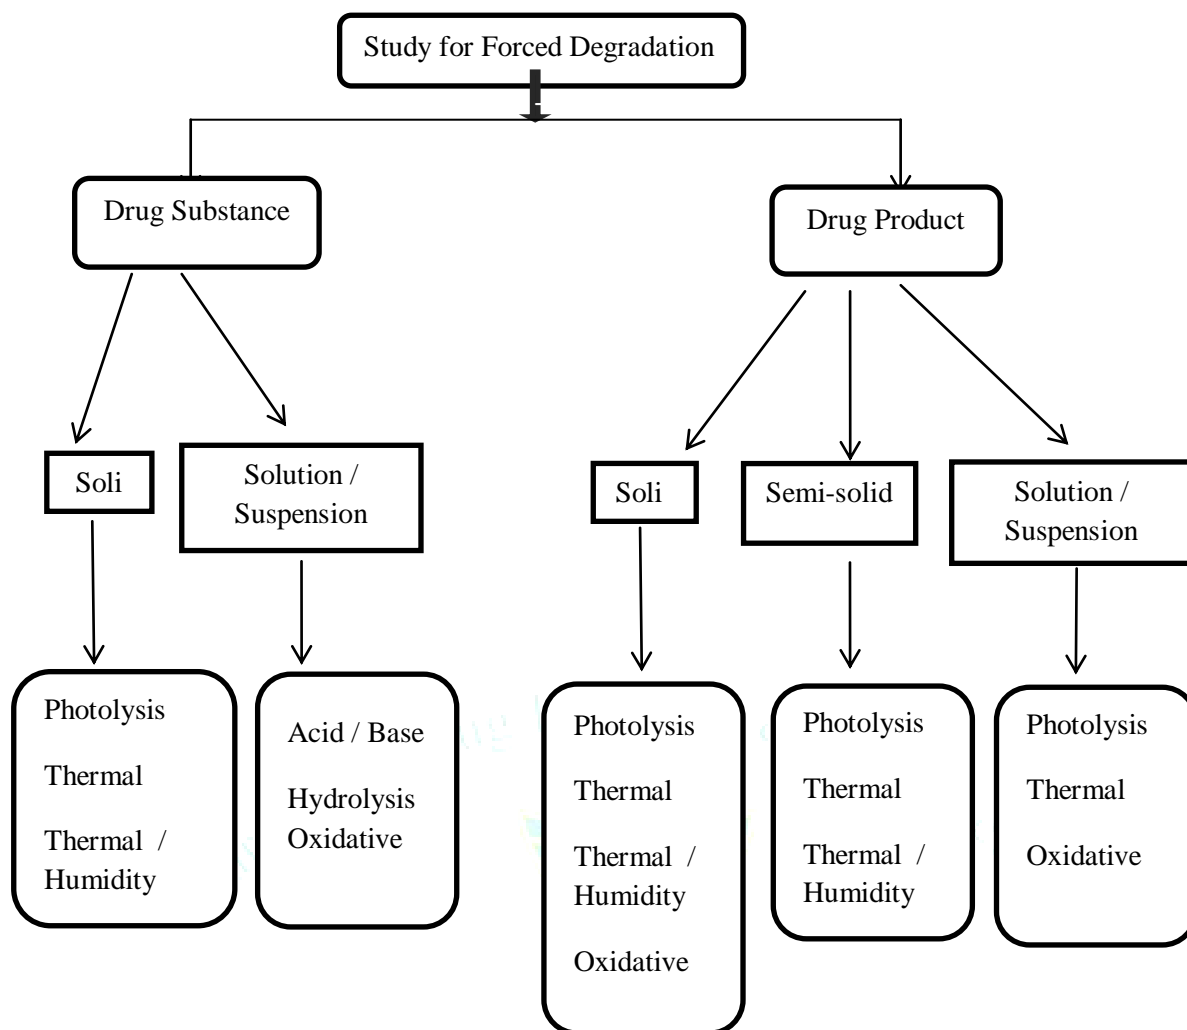 Study for Forced Degradation
Drug Substance
Drug Product
Soli
Solution /
Suspension
Soli
Semi-solid
Solution /
Suspension
Photolysis
Thermal
Thermal /
Humidity
Acid / Base
Hydrolysis
Oxidative
Photolysis
Thermal
Thermal /
Humidity
Oxidative
Photolysis
Thermal
Thermal /
Humidity
Photolysis
Thermal
Oxidative